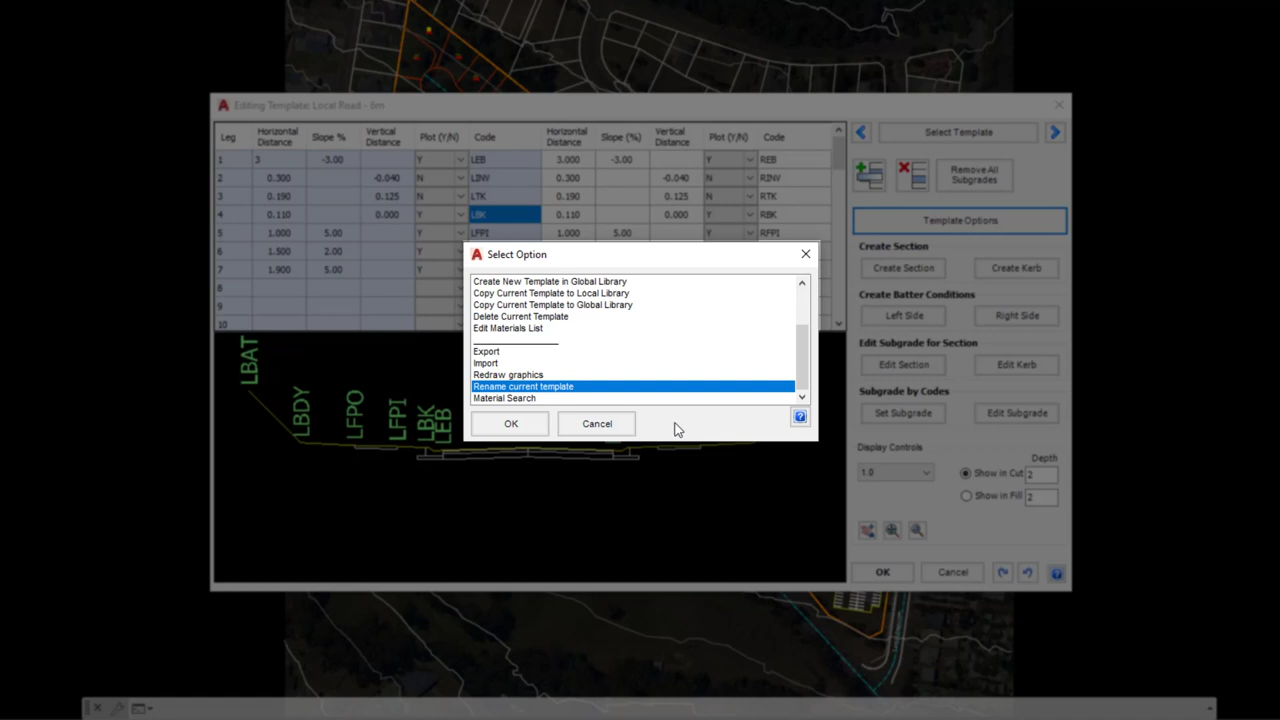 Editing Template: Local Road - 6m
Leg Horizontal Distance Slope % Vertical Distance Plot (Y/N) Code Horizontal Distance Slope (%) Vertical Distance Plot (Y/N) Code
1 3 -3.00 Y LEB 3.000 -3.00 Y REB
2 0.300 -0.040 N LINV 0.300 -0.040 N RINV
3 0.190 0.125 N LTK 0.190 0.125 N RTK
4 0.110 0.000 Y LBK 0.110 0.000 Y RBK
5 1.000 5.00 Y LFPI 1.000 5.00 Y RFPI
6 1.500 2.00 Y
7 1.900 5.00 Y
8
9
10
Select Template
Remove All
Subgrades
Template Options
Create Section
Create Section Create Kerb
Create Batter Conditions
Left Side Right Side
Edit Subgrade for Section
Edit Section Edit Kerb
Subgrade by Codes
Set Subgrade Edit Subgrade
Display Controls
Depth
1.0 Show in Cut 2
Show in Fill 2
OK Cancel
Select Option
Create New Template in Global Library
Copy Current Template to Local Library
Copy Current Template to Global Library
Delete Current Template
Edit Materials List
Export
Import
Redraw graphics
Rename current template
Material Search
OK Cancel
LBAT
LBDY
LFPO
LFPI
LBK
LEB